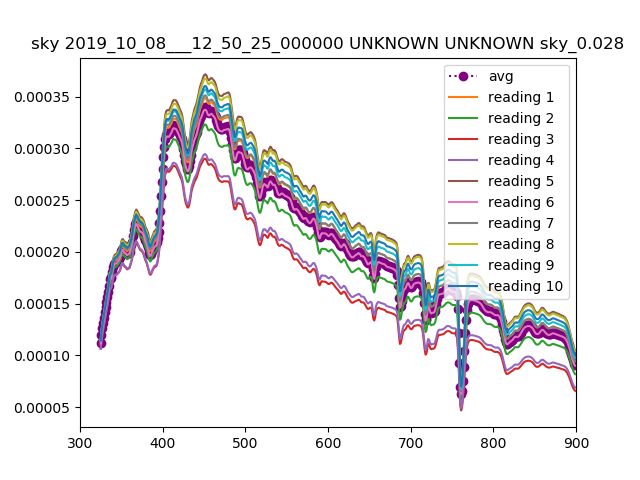 sky 2019_10_08___12_50_25_000000 UNKNOWN UNKNOWN sky_0.028
avg
reading 1
reading 2
reading 3
reading 4
reading 5
reading 6
reading 7
reading 8
reading 9
reading 10
0.00035
0.00030
0.00025
0.00020
0.00015
0.00010
0.00005
300 400 500 600 700 800 900